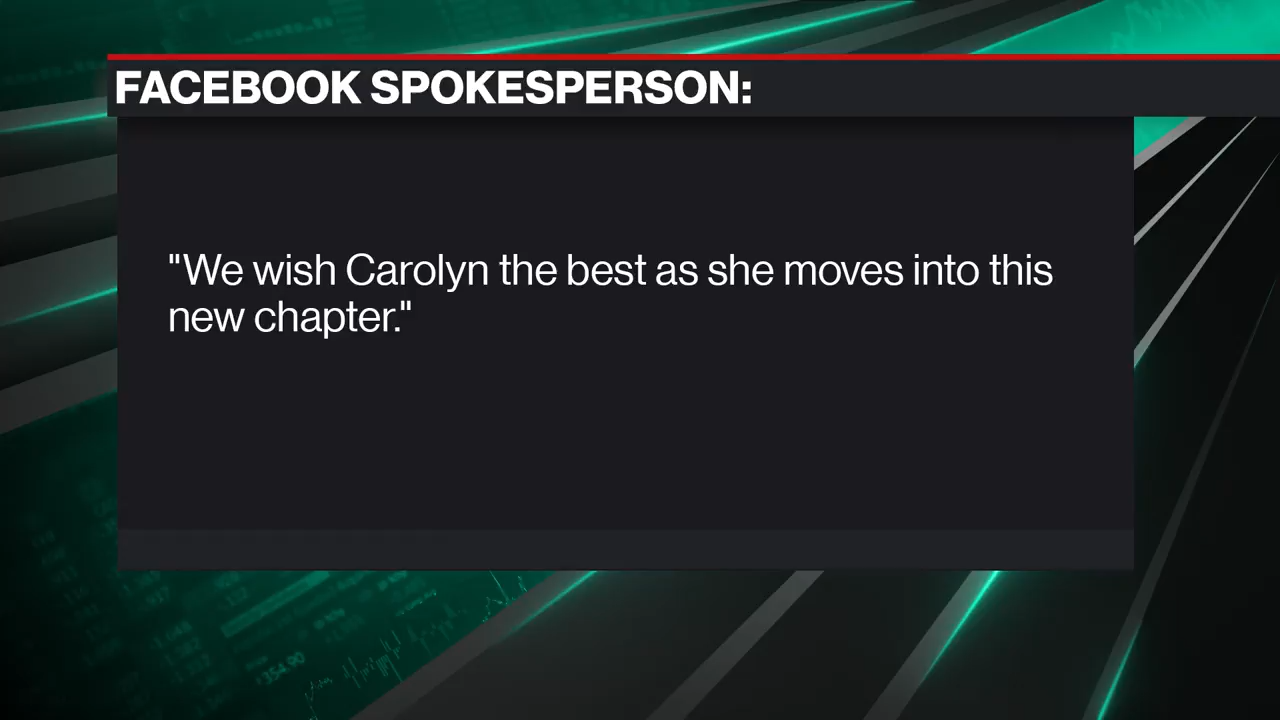 FACEBOOK SPOKESPERSON:
"We wish Carolyn the best as she moves into this
new chapter."